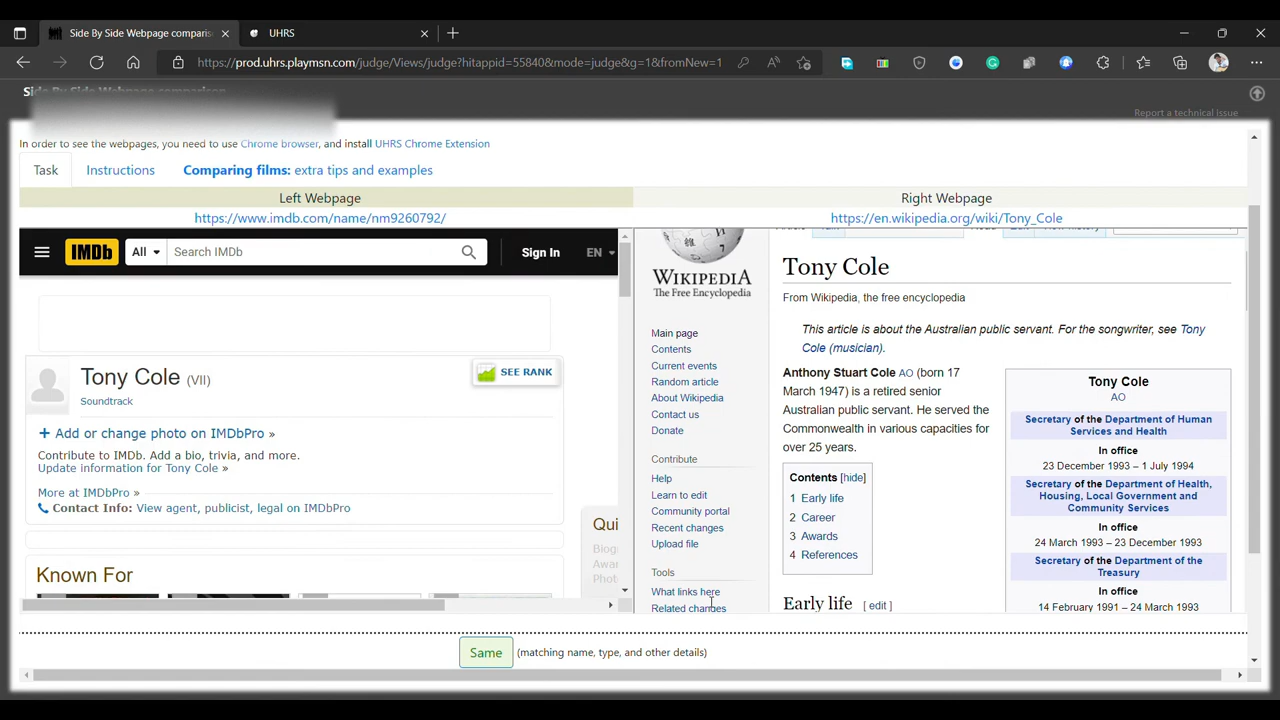 Side By Side Webpage comparis
UHRS
https://prod.uhrs.playmsn.com/judge/Views/judge?hitappid=55840&mode=judge&g=1&fromNew=1
Side By Side Webpage comparison
Report a technical issue
In order to see the webpages, you need to use Chrome browser, and install UHRS Chrome Extension
Task Instructions Comparing films: extra tips and examples
Left Webpage
https://www.imdb.com/name/nm9260792/
IMDb All Search IMDb Sign In EN
Tony Cole (VII)
SEE RANK
Soundtrack
+ Add or change photo on IMDbPro »
Contribute to IMDb. Add a bio, trivia, and more.
Update information for Tony Cole »
More at IMDbPro »
Contact Info: View agent, publicist, legal on IMDbPro
Qui
Biog
Awar
Phot
Known For
Right Webpage
https://en.wikipedia.org/wiki/Tony_Cole
WIKIPEDIA
The Free Encyclopedia
Main page
Contents
Current events
Random article
About Wikipedia
Contact us
Donate
Contribute
Help
Learn to edit
Community portal
Recent changes
Upload file
Tools
What links here
Related changes
Tony Cole
From Wikipedia, the free encyclopedia
This article is about the Australian public servant. For the songwriter, see Tony
Cole (musician).
Anthony Stuart Cole AO (born 17
March 1947) is a retired senior
Australian public servant. He served the
Commonwealth in various capacities for
over 25 years.
Contents [hide]
1 Early life
2 Career
3 Awards
4 References
Early life [ edit ]
Tony Cole
AO
Secretary of the Department of Human
Services and Health
In office
23 December 1993 – 1 July 1994
Secretary of the Department of Health,
Housing, Local Government and
Community Services
In office
24 March 1993 – 23 December 1993
Secretary of the Department of the
Treasury
In office
14 February 1991 – 24 March 1993
Same (matching name, type, and other details)